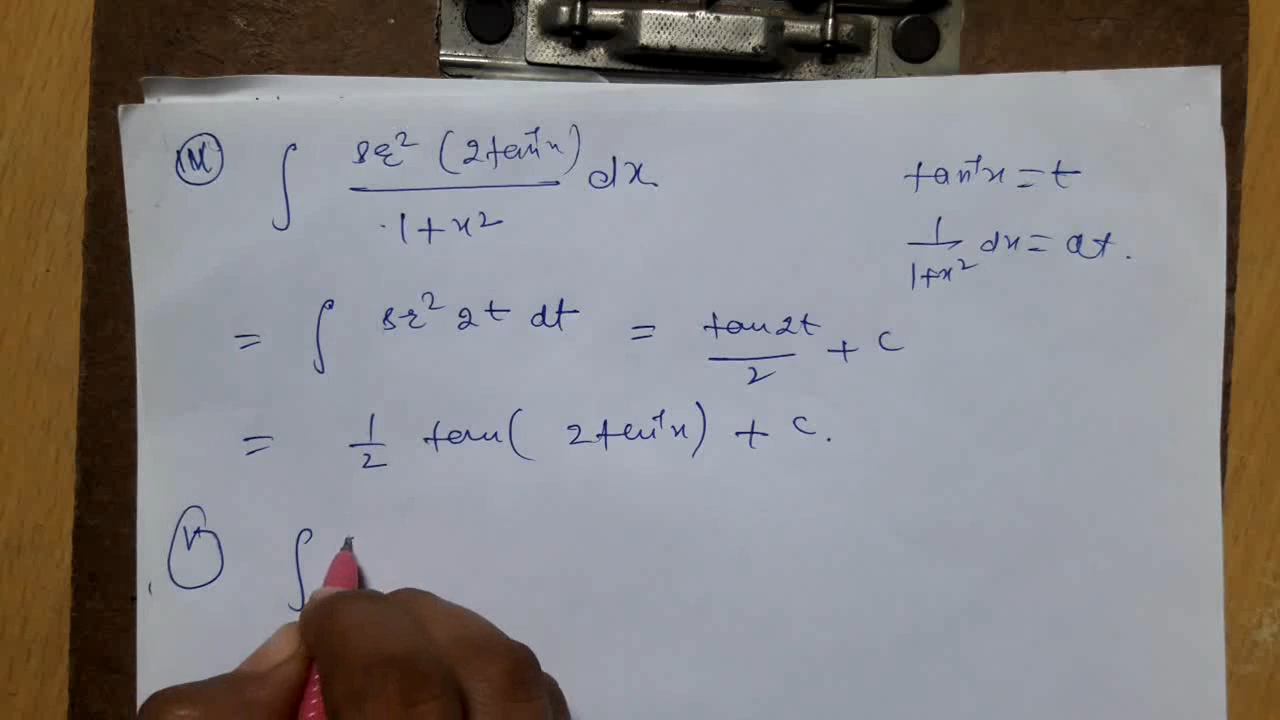 ∫ sec² (2tan⁻¹x) / 1+x² dx
tan⁻¹x = t
1/1+x² dx = dt.
= ∫ sec² 2t dt = tan2t/2 + c
= 1/2 tan( 2tan⁻¹x) + c.
∫